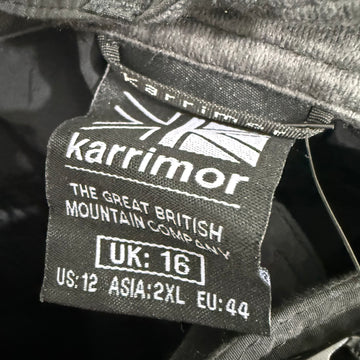 karrimor
karrimor
THE GREAT BRITISH
MOUNTAIN COMPANY
UK: 16
US:12 ASIA:2XL EU:44